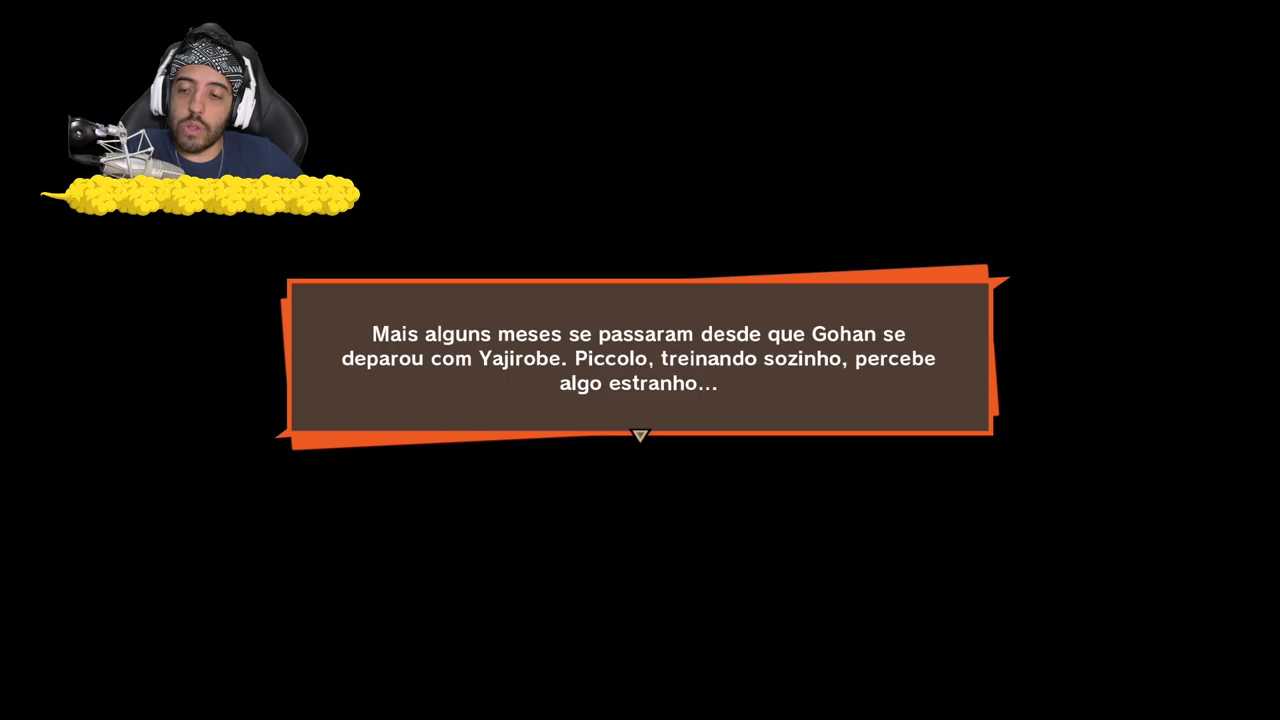 Mais alguns meses se passaram desde que Gohan se
deparou com Yajirobe. Piccolo, treinando sozinho, percebe
algo estranho...